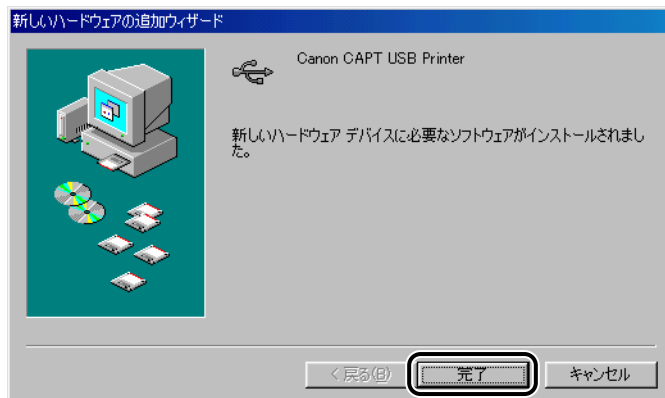 新しいハードウェアの追加ウィザード
Canon CAPT USB Printer
新しいハードウェア デバイスに必要なソフトウェアがインストールされまし
た。
< 戻る(B)
完了
キャンセル